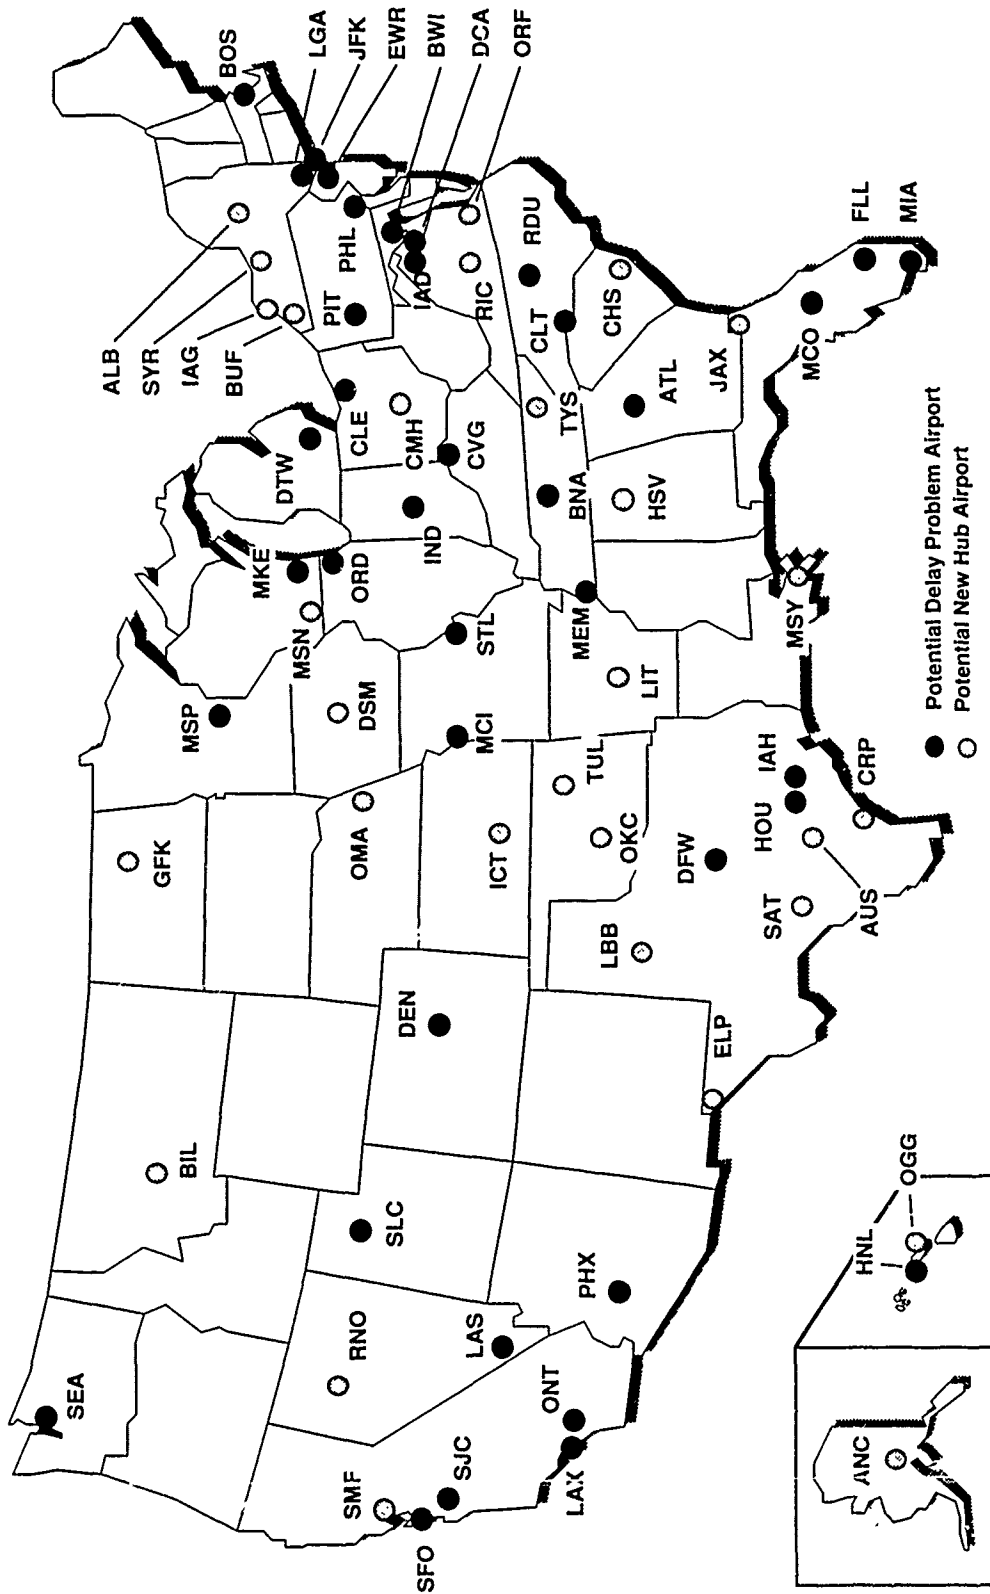 SEA
BIL
GFK
MSP
MKE
DTW
ALB
SYR
IAG
BUF
BOS
LGA
JFK
EWR
BWI
DCA
ORF
PHL
PIT
IAD
RIC
CLE
CMH
CVG
IND
ORD
MSN
DSM
OMA
STL
MCI
ICT
DEN
SLC
RNO
LAS
SMF
SFO
SJC
ONT
LAX
PHX
ELP
LBB
OKC
TUL
LIT
MEM
BNA
HSV
TYS
CLT
RDU
CHS
ATL
JAX
MCO
FLL
MIA
MSY
DFW
IAH
HOU
CRP
SAT
AUS
ANC
HNL
OGG
Potential Delay Problem Airport
Potential New Hub Airport